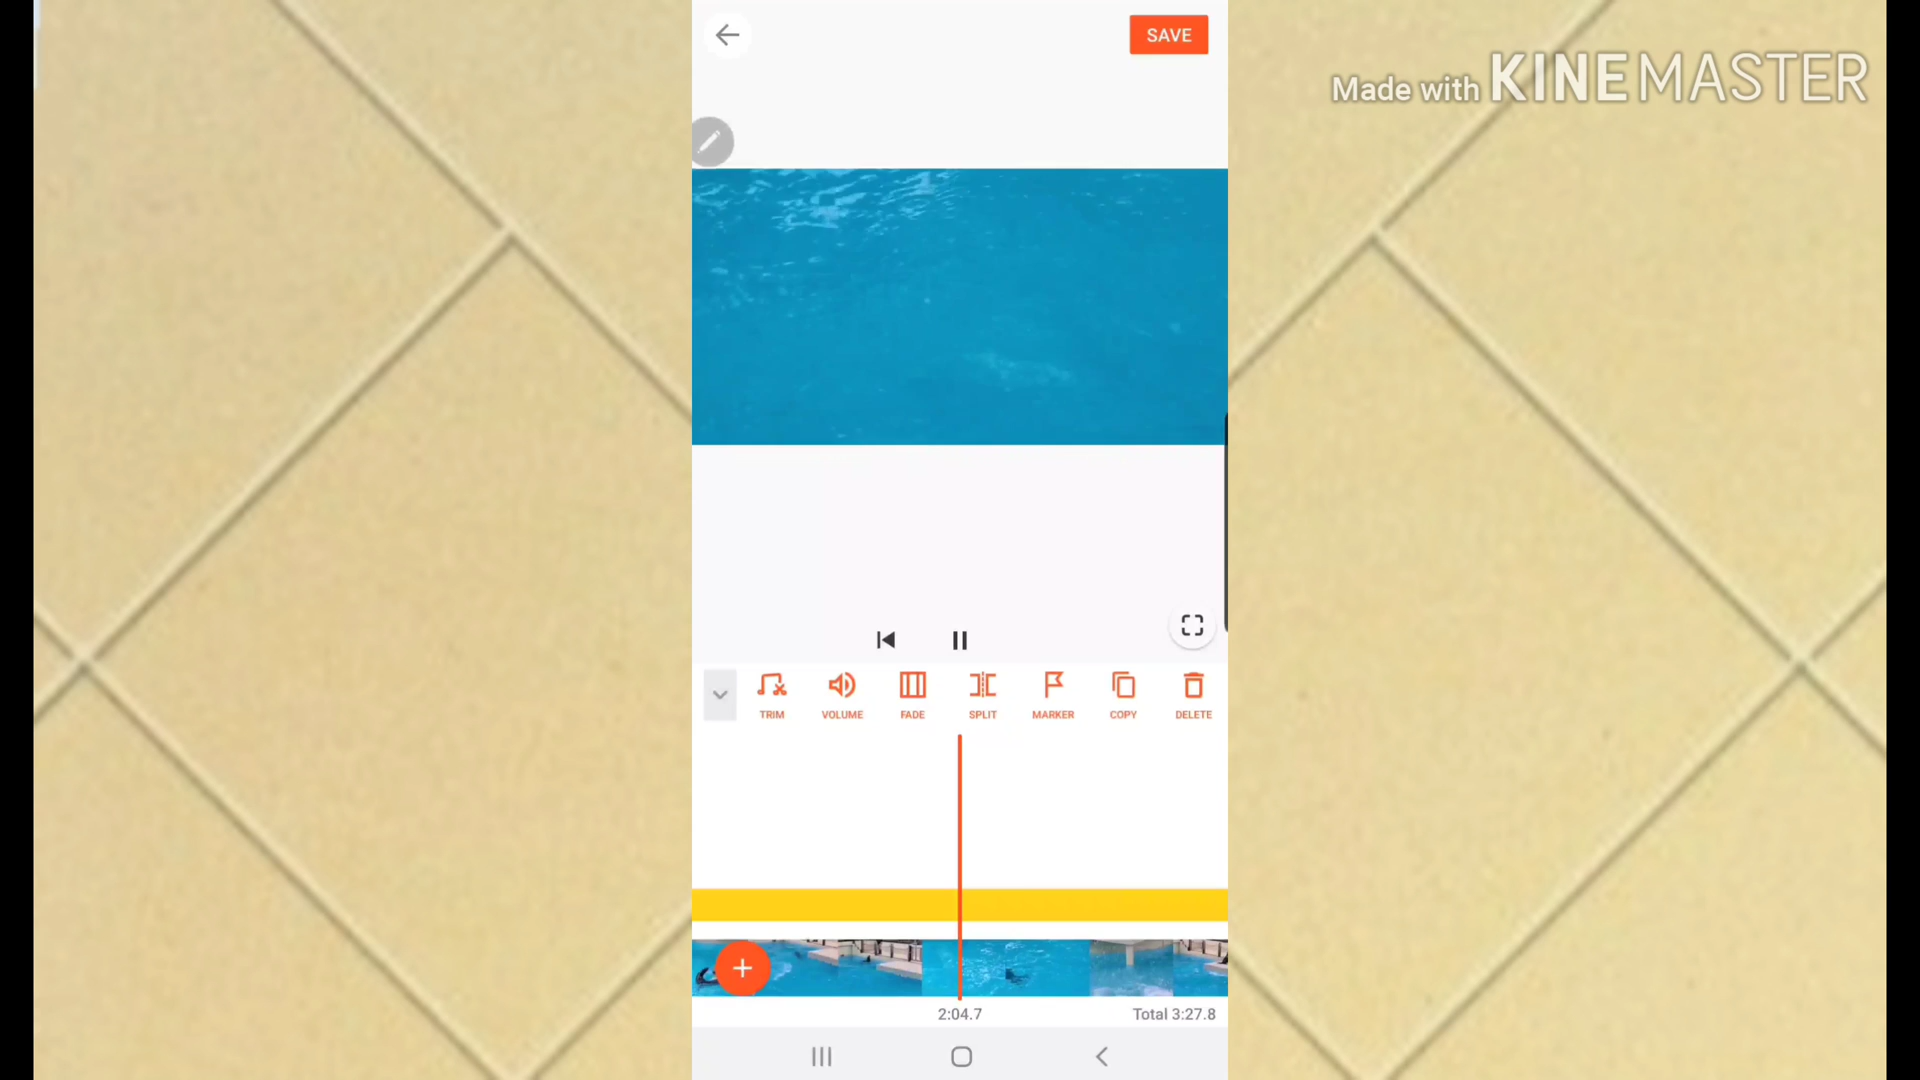 SAVE
Made with KINEMASTER
TRIM
VOLUME
FADE
SPLIT
MARKER
COPY
DELETE
2:04.7
Total 3:27.8